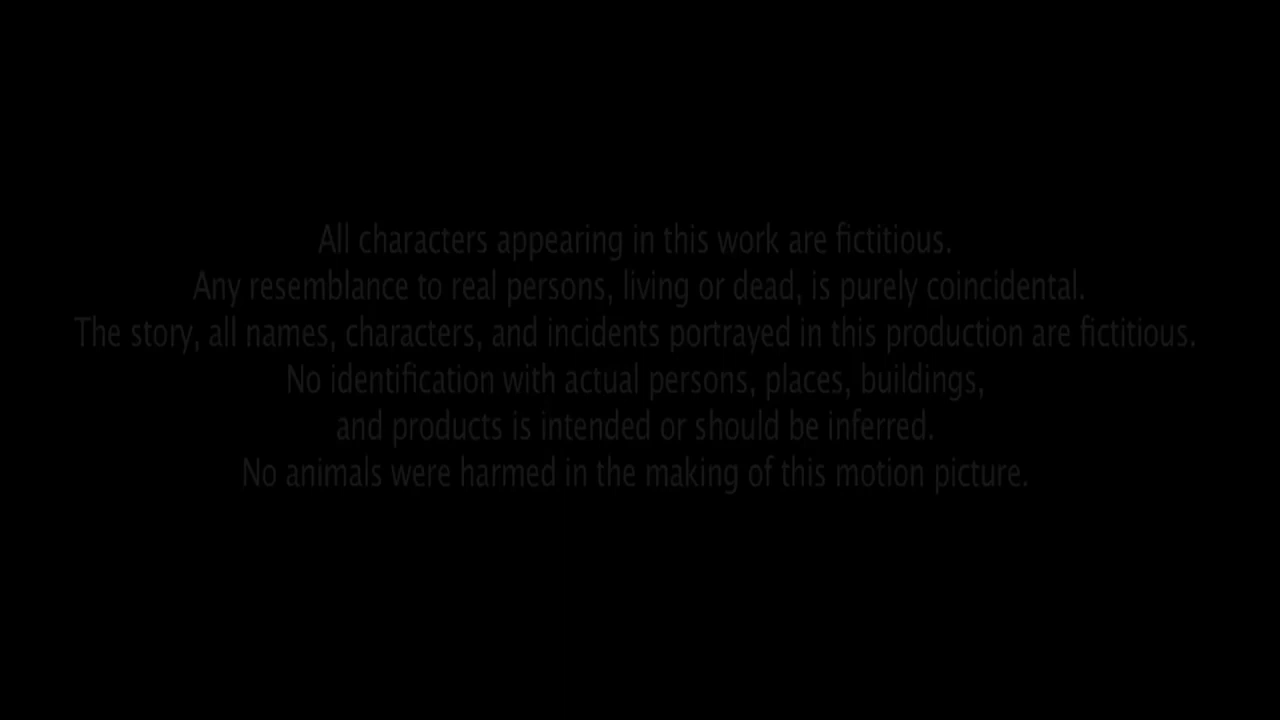 All characters appearing in this work are fictitious.
Any resemblance to real persons, living or dead, is purely coincidental.
The story, all names, characters, and incidents portrayed in this production are fictitious.
No identification with actual persons, places, buildings,
and products is intended or should be inferred.
No animals were harmed in the making of this motion picture.